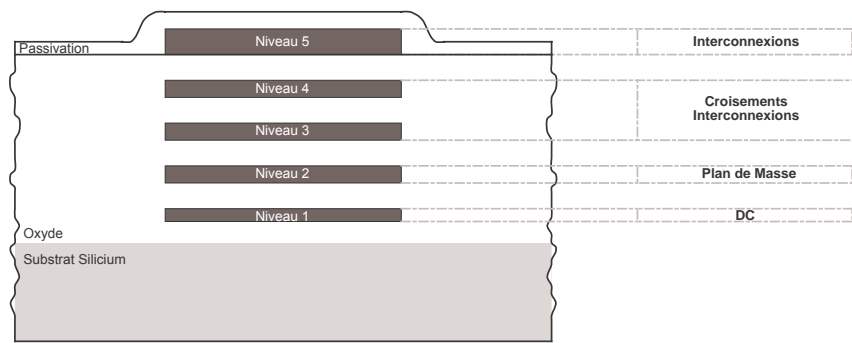 Passivation
Niveau 5
Interconnexions
Niveau 4
Croisements
Interconnexions
Niveau 3
Niveau 2
Plan de Masse
Niveau 1
DC
Oxyde
Substrat Silicium